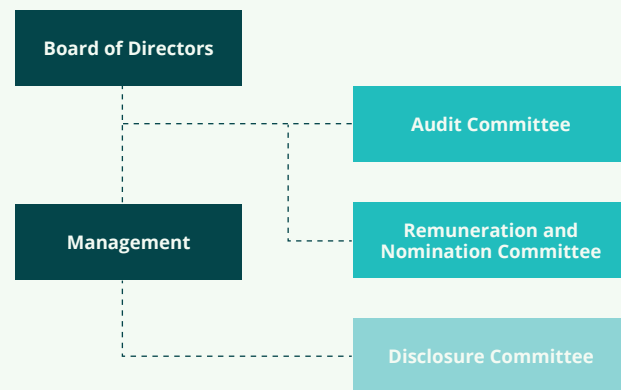 Board of Directors
Audit Committee
Management
Remuneration and
Nomination Committee
Disclosure Committee